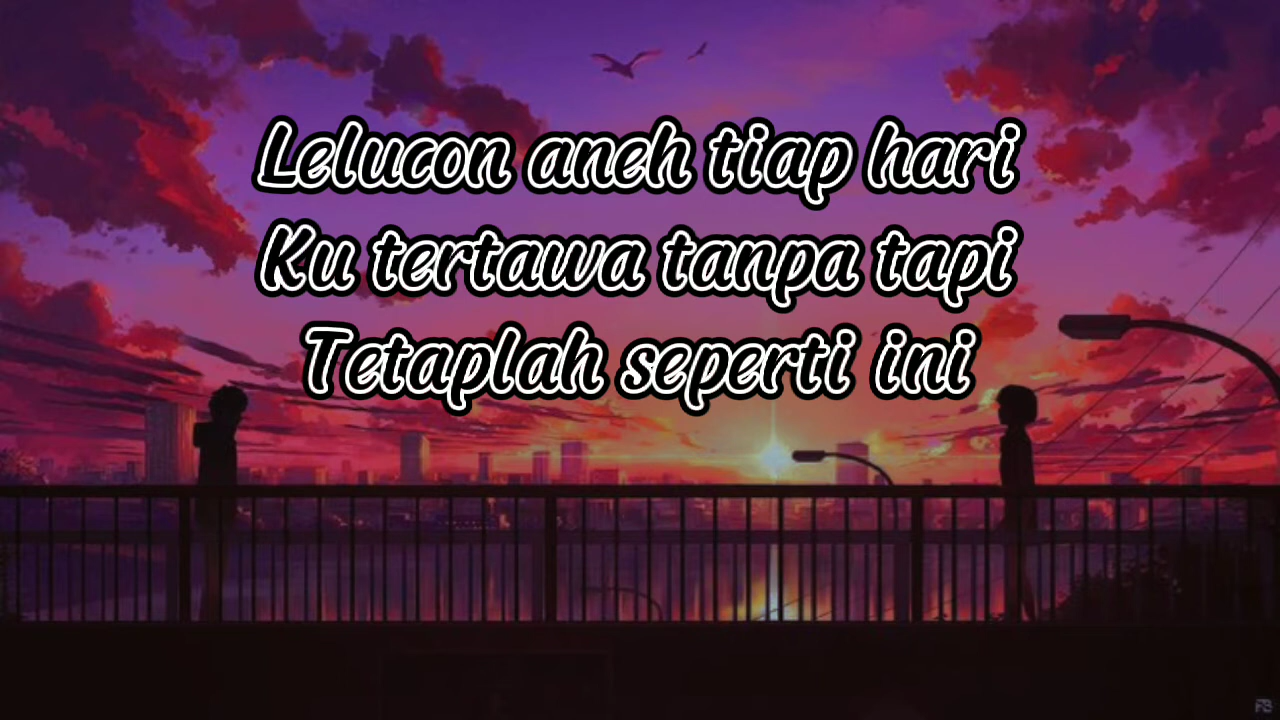 Lelucon aneh tiap hari
Ku tertawa tanpa tapi
Tetaplah seperti ini